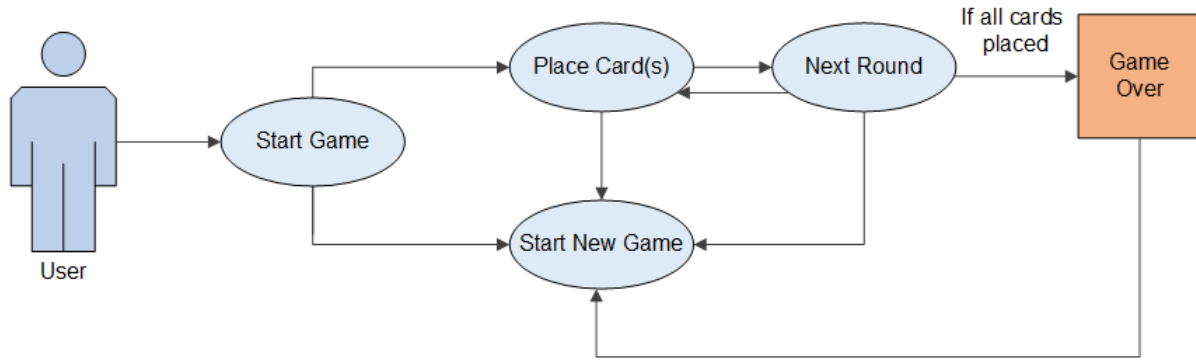 If all cards
placed
Place Card(s)
Next Round
Game
Over
Start Game
Start New Game
User